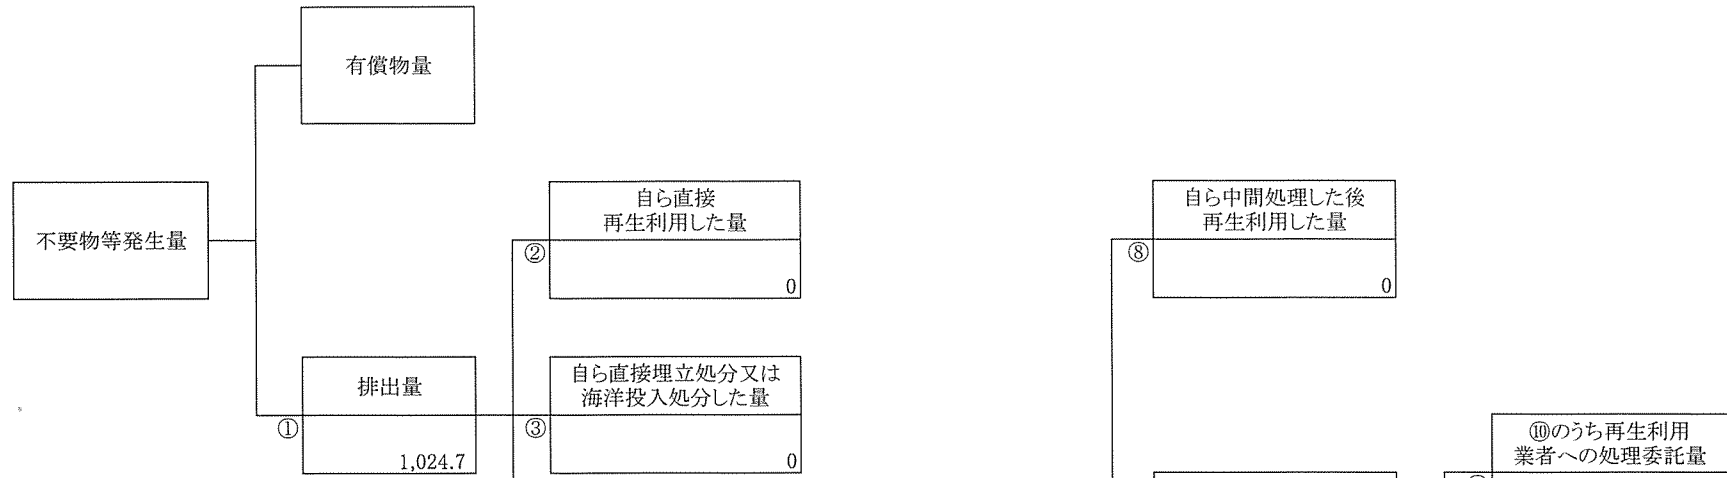 有償物量
不要物等発生量
自ら直接
再生利用した量
②
0
自ら中間処理した後
再生利用した量
⑧
0
排出量
①
1,024.7
自ら直接埋立処分又は
海洋投入処分した量
③
0
⑩のうち再生利用
業者への処理委託量